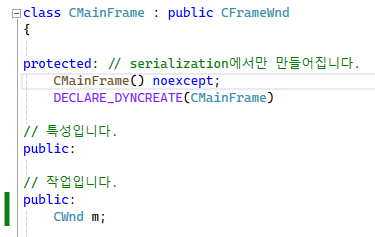 class CMainFrame : public CFrameWnd
{
protected: // serialization에서만 만들어집니다.
CMainFrame() noexcept;
DECLARE_DYNCREATE(CMainFrame)
// 특성입니다.
public:
// 작업입니다.
public:
CWnd m;